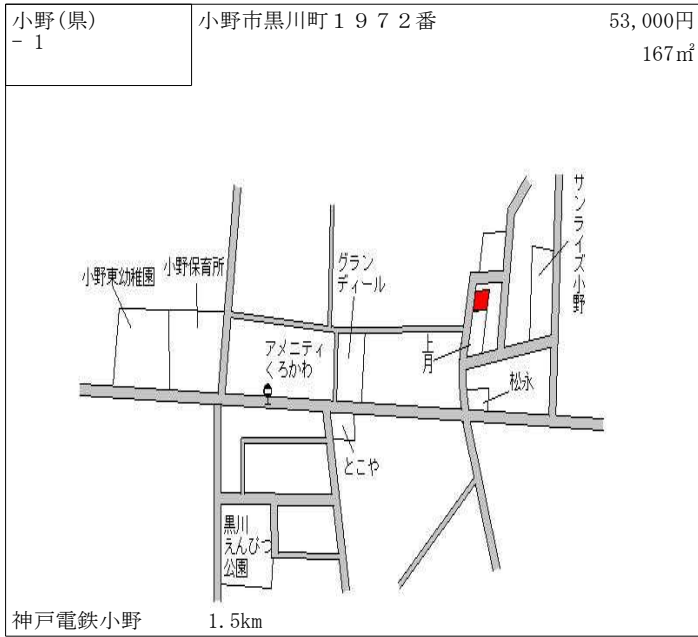 小野(県)
- 1
小野市黒川町１９７２番
53,000円
167㎡
サンライズ小野
小野東幼稚園
小野保育所
グラン
ディール
アメニティ
くろかわ
上月
松永
とこや
黒川
えんぴつ
公園
神戸電鉄小野
1.5km